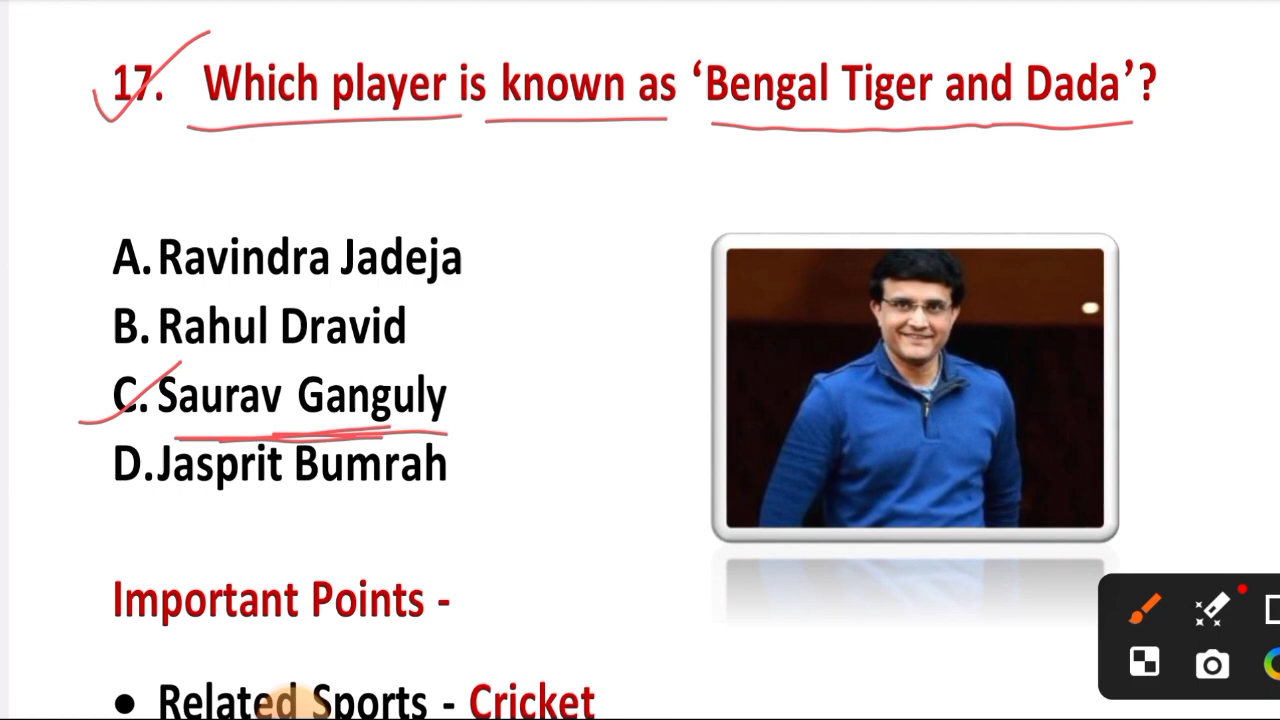 17. Which player is known as ‘Bengal Tiger and Dada’?
A. Ravindra Jadeja
B. Rahul Dravid
C. Saurav Ganguly
D. Jasprit Bumrah
Important Points -
• Related Sports - Cricket